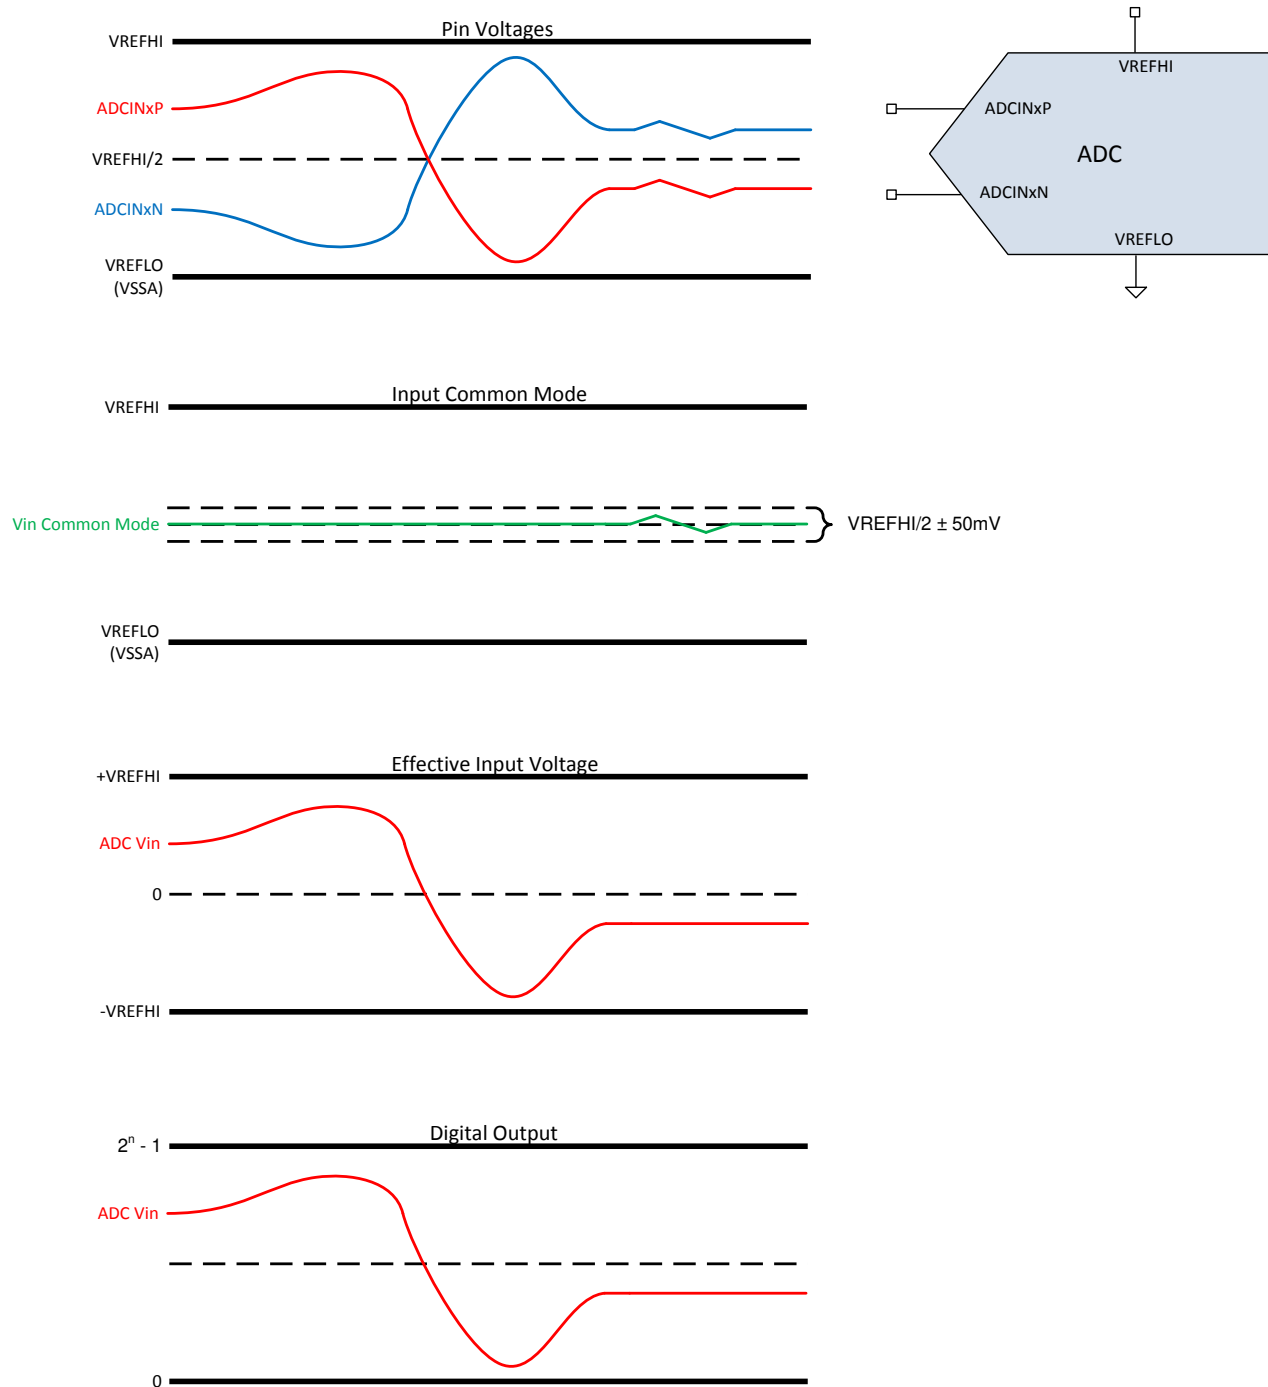 Pin Voltages
VREFHI
ADCINxP
VREFHI/2
ADCINxN
VREFLO
(VSSA)
VREFHI
ADCINxP
ADC
ADCINxN
VREFLO
Input Common Mode
VREFHI
Vin Common Mode
VREFHI/2 ± 50mV
VREFLO
(VSSA)
Effective Input Voltage
+VREFHI
ADC Vin
0
-VREFHI
Digital Output
2ⁿ - 1
ADC Vin
0